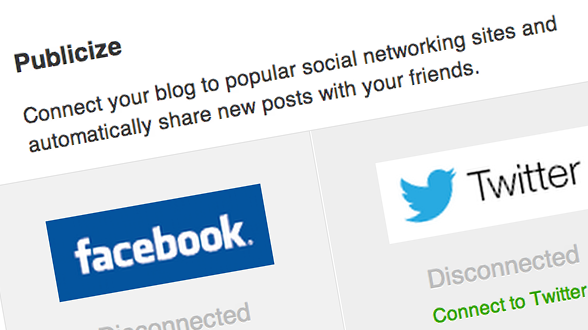 Publicize
Connect your blog to popular social networking sites and
automatically share new posts with your friends.
facebook.
Twitter
Disconnected
Disconnected
Connect to Twitter